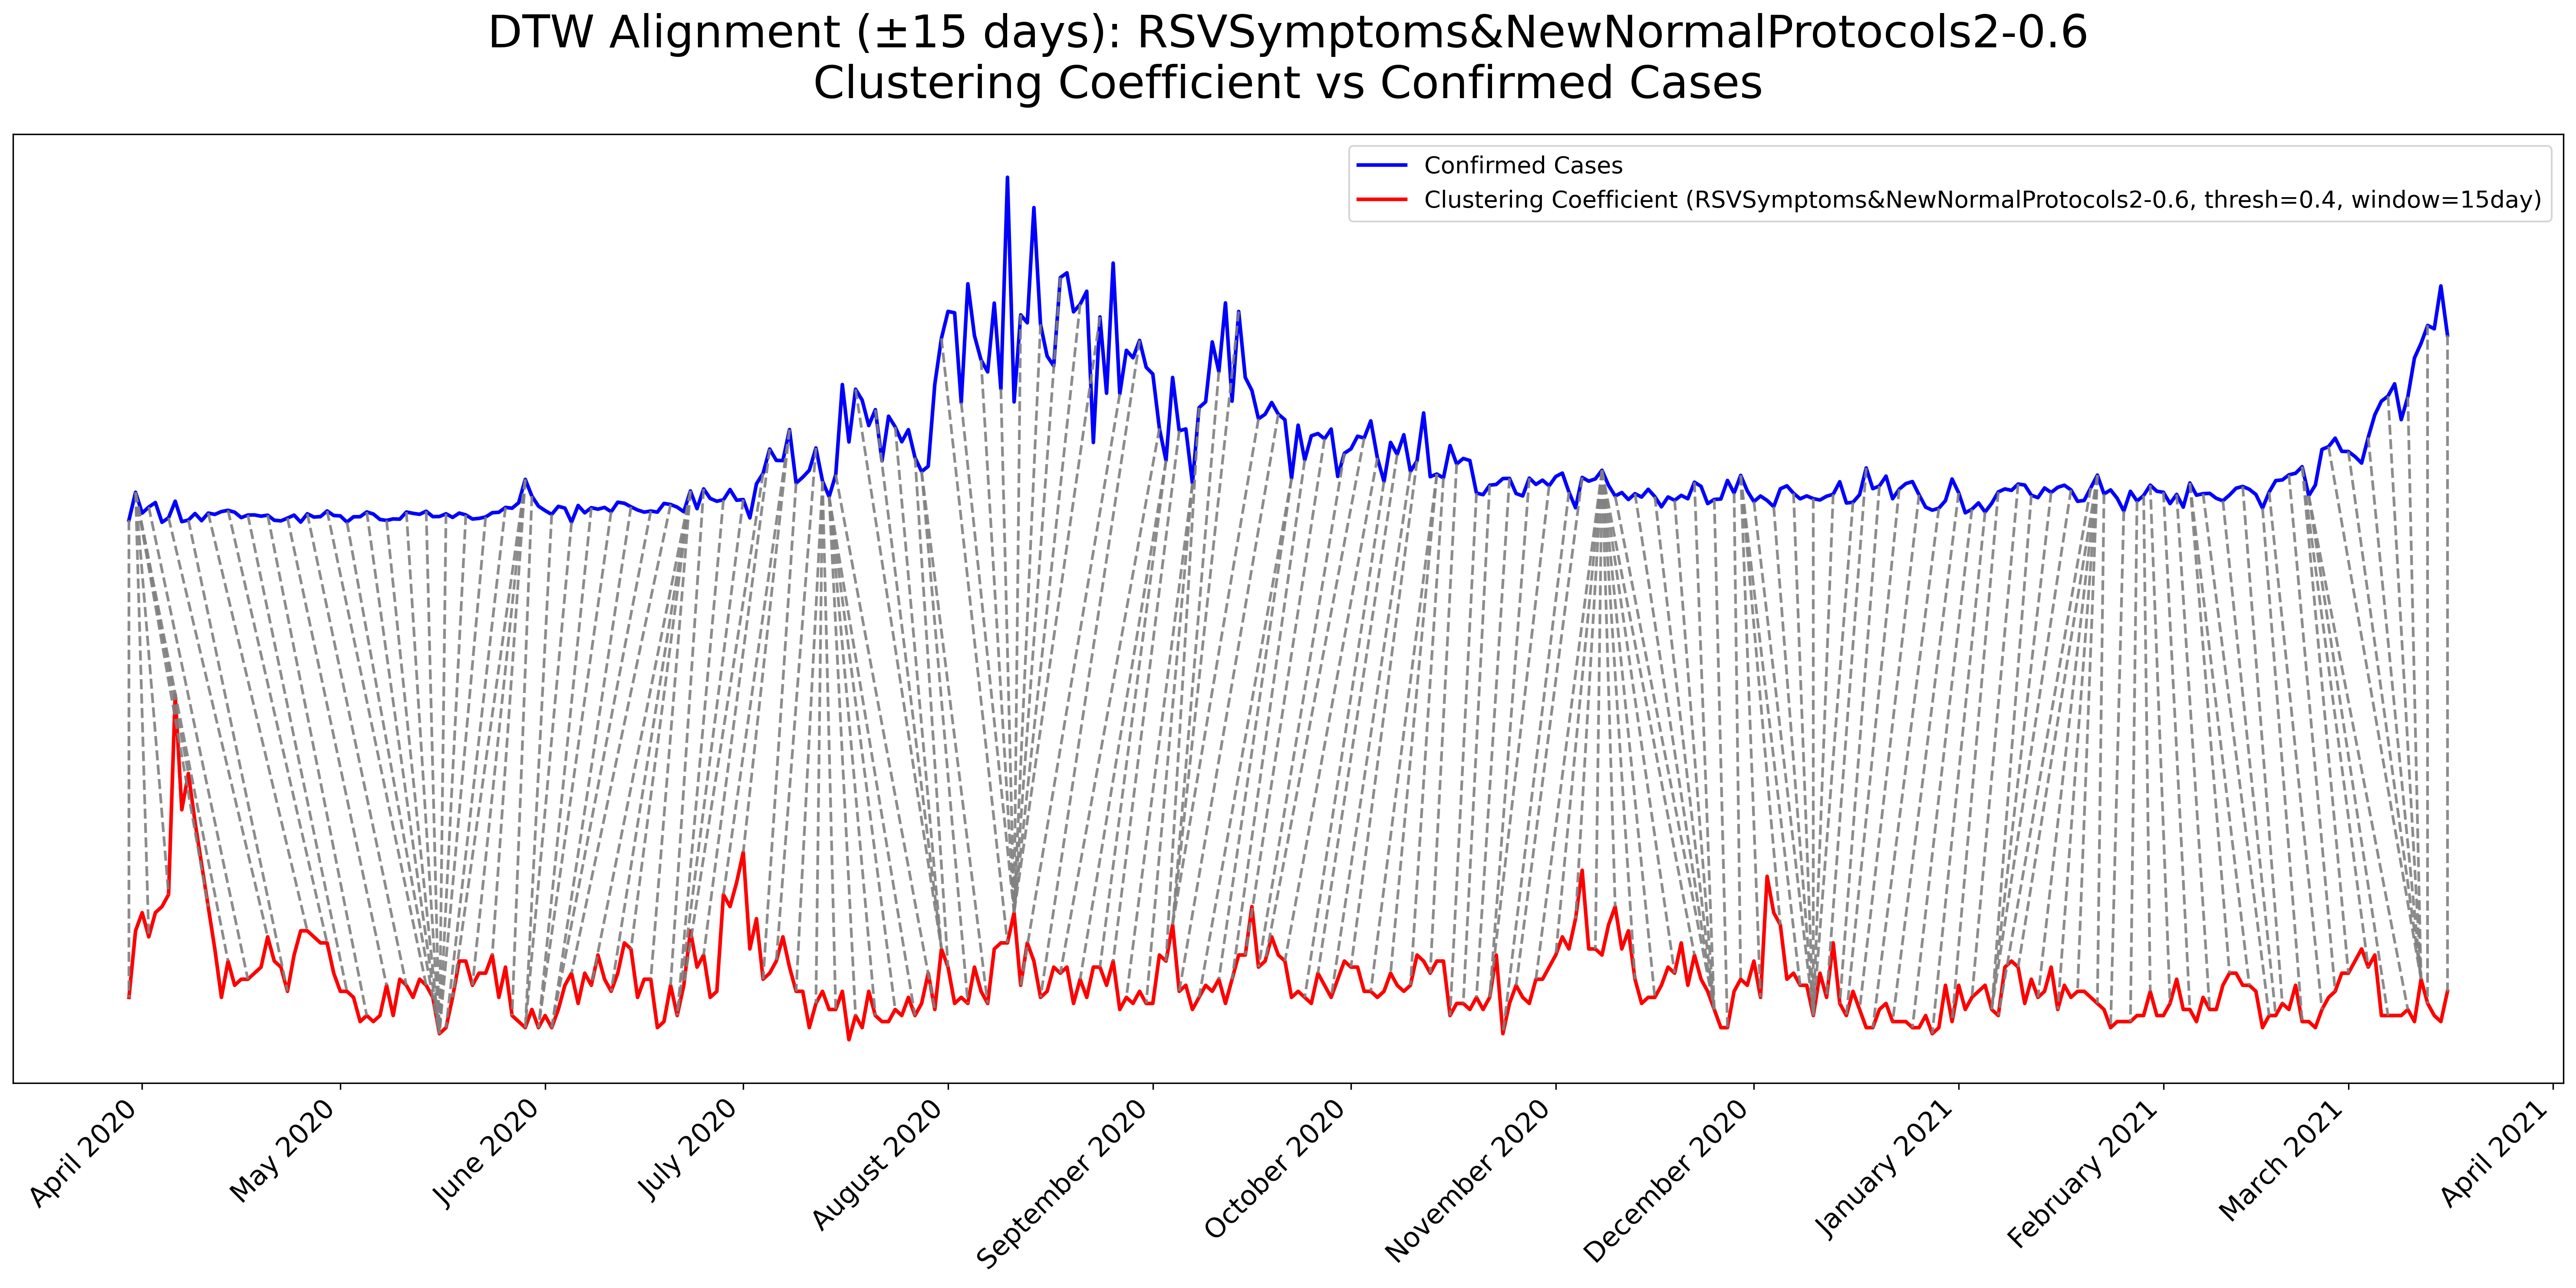 DTW Alignment (±15 days): RSVSymptoms&NewNormalProtocols2-0.6
Clustering Coefficient vs Confirmed Cases
Confirmed Cases
Clustering Coefficient (RSVSymptoms&NewNormalProtocols2-0.6, thresh=0.4, window=15day)
April 2020
May 2020
June 2020
July 2020
August 2020
September 2020
October 2020
November 2020
December 2020
January 2021
February 2021
March 2021
April 2021